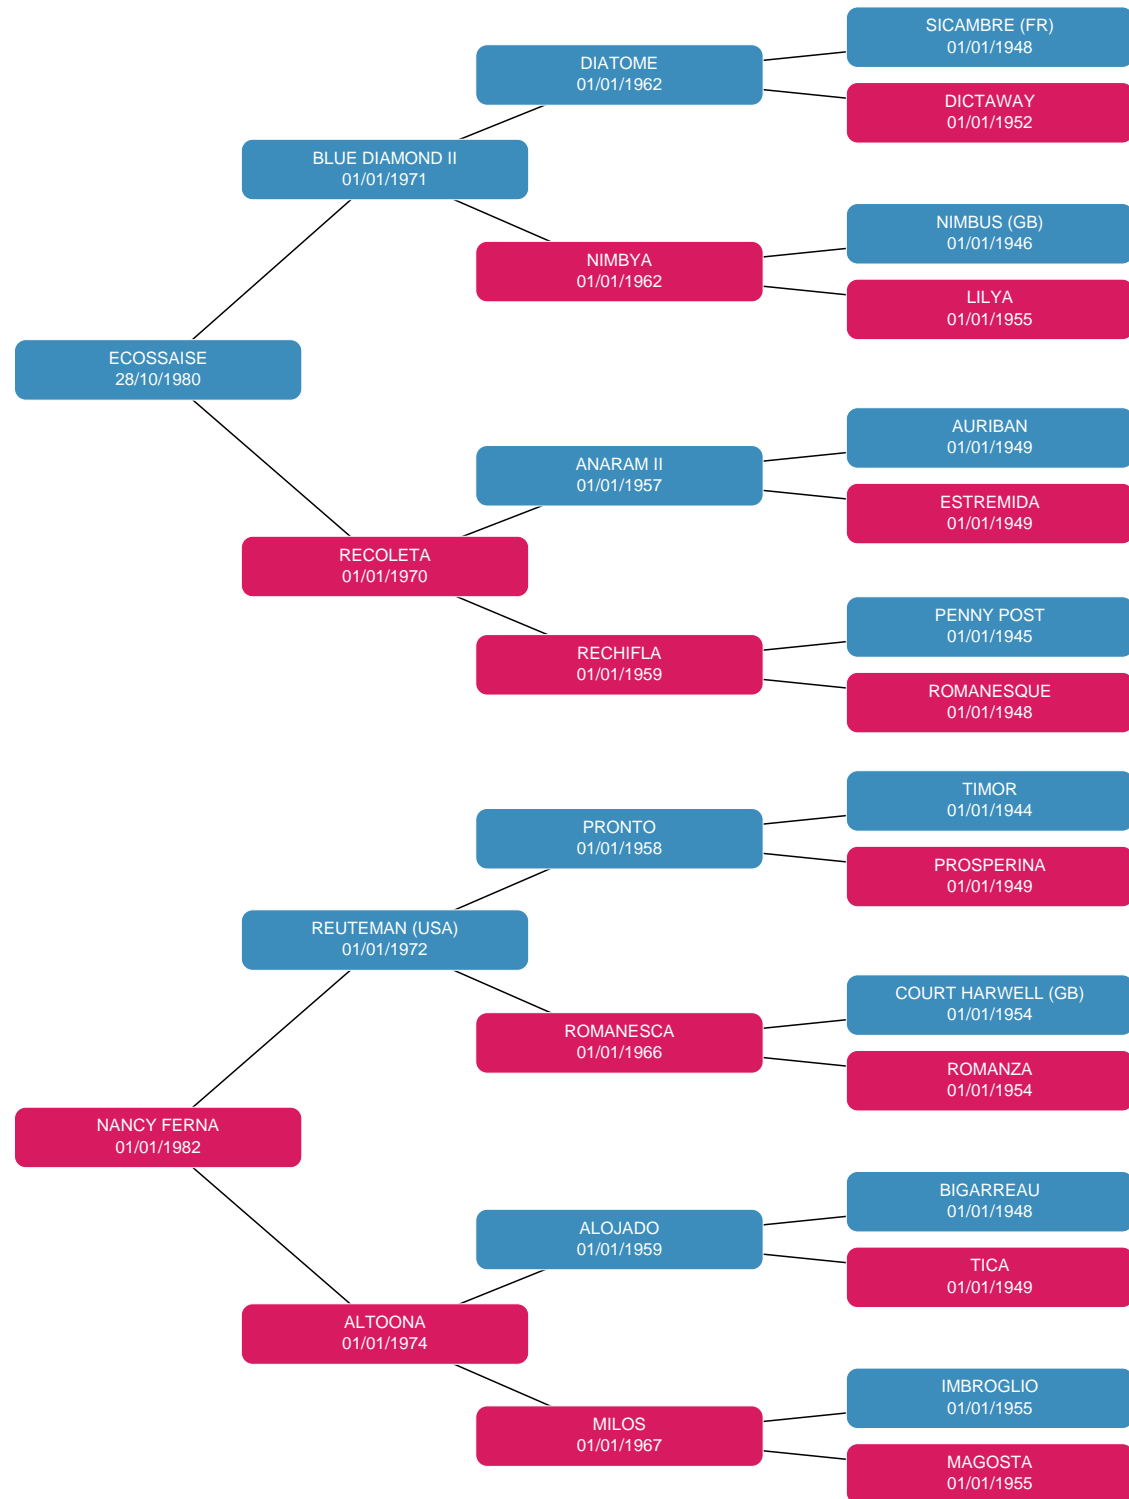 SICAMBRE (FR)
01/01/1948
DIATOME
01/01/1962
DICTAWAY
01/01/1952
BLUE DIAMOND II
01/01/1971
NIMBUS (GB)
01/01/1946
NIMBYA
01/01/1962
LILYA
01/01/1955
ECOSSAISE
28/10/1980
AURIBAN
01/01/1949
ANARAM II
01/01/1957
ESTREMIDA
01/01/1949
RECOLETA
01/01/1970
PENNY POST
01/01/1945
RECHIFLA
01/01/1959
ROMANESQUE
01/01/1948
TIMOR
01/01/1944
PRONTO
01/01/1958
PROSPERINA
01/01/1949
REUTEMAN (USA)
01/01/1972
COURT HARWELL (GB)
01/01/1954
ROMANESCA
01/01/1966
ROMANZA
01/01/1954
NANCY FERNA
01/01/1982
BIGARREAU
01/01/1948
ALOJADO
01/01/1959
TICA
01/01/1949
ALTOONA
01/01/1974
IMBROGLIO
01/01/1955
MILOS
01/01/1967
MAGOSTA
01/01/1955